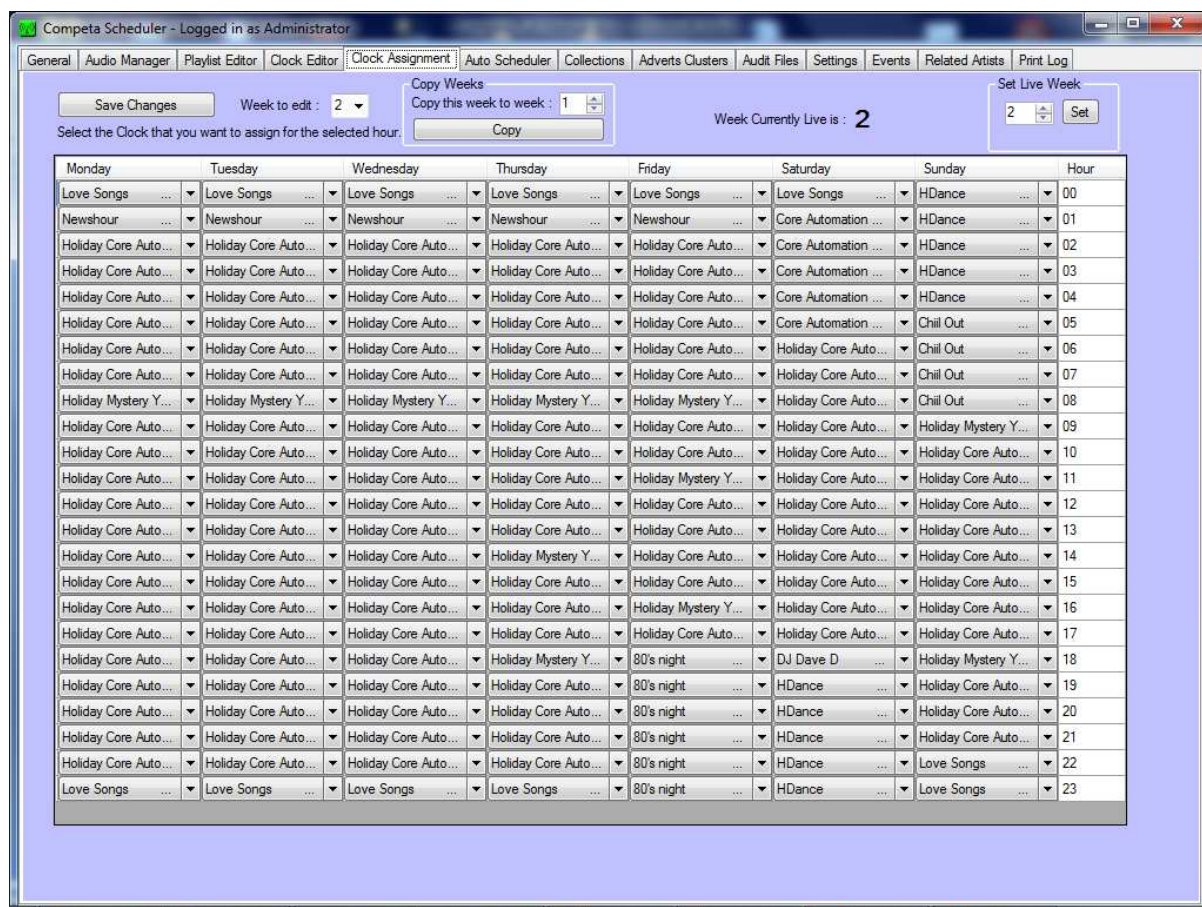 Competa Scheduler - Logged in as Administrator
General Audio Manager Playlist Editor Clock Editor Clock Assignment Auto Scheduler Collections Adverts Clusters Audit Files Settings Events Related Artists Print Log
Copy Weeks Set Live Week
Save Changes Week to edit : 2 Copy this week to week : 1 Week Currently Live is : 2 2 Set
Select the Clock that you want to assign for the selected hour. Copy
Monday Tuesday Wednesday Thursday Friday Saturday Sunday Hour
Love Songs ... Love Songs ... Love Songs ... Love Songs ... Love Songs ... Love Songs ... HDance ... 00
Newshour ... Newshour ... Newshour ... Newshour ... Newshour ... Core Automation ... HDance ... 01
Holiday Core Auto... Holiday Core Auto... Holiday Core Auto... Holiday Core Auto... Holiday Core Auto... Core Automation ... HDance ... 02
Holiday Core Auto... Holiday Core Auto... Holiday Core Auto... Holiday Core Auto... Holiday Core Auto... Core Automation ... HDance ... 03
Holiday Core Auto... Holiday Core Auto... Holiday Core Auto... Holiday Core Auto... Holiday Core Auto... Core Automation ... HDance ... 04
Holiday Core Auto... Holiday Core Auto... Holiday Core Auto... Holiday Core Auto... Holiday Core Auto... Core Automation ... Chiil Out ... 05
Holiday Core Auto... Holiday Core Auto... Holiday Core Auto... Holiday Core Auto... Holiday Core Auto... Holiday Core Auto... Chiil Out ... 06
Holiday Core Auto... Holiday Core Auto... Holiday Core Auto... Holiday Core Auto... Holiday Core Auto... Holiday Core Auto... Chiil Out ... 07
Holiday Mystery Y... Holiday Mystery Y... Holiday Mystery Y... Holiday Mystery Y... Holiday Mystery Y... Holiday Core Auto... Chiil Out ... 08
Holiday Core Auto... Holiday Core Auto... Holiday Core Auto... Holiday Core Auto... Holiday Core Auto... Holiday Core Auto... Holiday Mystery Y... 09
Holiday Core Auto... Holiday Core Auto... Holiday Core Auto... Holiday Core Auto... Holiday Core Auto... Holiday Core Auto... Holiday Core Auto... 10
Holiday Core Auto... Holiday Core Auto... Holiday Core Auto... Holiday Core Auto... Holiday Mystery Y... Holiday Core Auto... Holiday Core Auto... 11
Holiday Core Auto... Holiday Core Auto... Holiday Core Auto... Holiday Core Auto... Holiday Core Auto... Holiday Core Auto... Holiday Core Auto... 12
Holiday Core Auto... Holiday Core Auto... Holiday Core Auto... Holiday Core Auto... Holiday Core Auto... Holiday Core Auto... Holiday Core Auto... 13
Holiday Core Auto... Holiday Core Auto... Holiday Core Auto... Holiday Mystery Y... Holiday Core Auto... Holiday Core Auto... Holiday Core Auto... 14
Holiday Core Auto... Holiday Core Auto... Holiday Core Auto... Holiday Core Auto... Holiday Core Auto... Holiday Core Auto... Holiday Core Auto... 15
Holiday Core Auto... Holiday Core Auto... Holiday Core Auto... Holiday Core Auto... Holiday Mystery Y... Holiday Core Auto... Holiday Core Auto... 16
Holiday Core Auto... Holiday Core Auto... Holiday Core Auto... Holiday Core Auto... Holiday Core Auto... Holiday Core Auto... Holiday Core Auto... 17
Holiday Core Auto... Holiday Core Auto... Holiday Core Auto... Holiday Mystery Y... 80's night ... DJ Dave D ... Holiday Mystery Y... 18
Holiday Core Auto... Holiday Core Auto... Holiday Core Auto... Holiday Core Auto... 80's night ... HDance ... Holiday Core Auto... 19
Holiday Core Auto... Holiday Core Auto... Holiday Core Auto... Holiday Core Auto... 80's night ... HDance ... Holiday Core Auto... 20
Holiday Core Auto... Holiday Core Auto... Holiday Core Auto... Holiday Core Auto... 80's night ... HDance ... Holiday Core Auto... 21
Holiday Core Auto... Holiday Core Auto... Holiday Core Auto... Holiday Core Auto... 80's night ... HDance ... Love Songs ... 22
Love Songs ... Love Songs ... Love Songs ... Love Songs ... 80's night ... HDance ... Love Songs ... 23